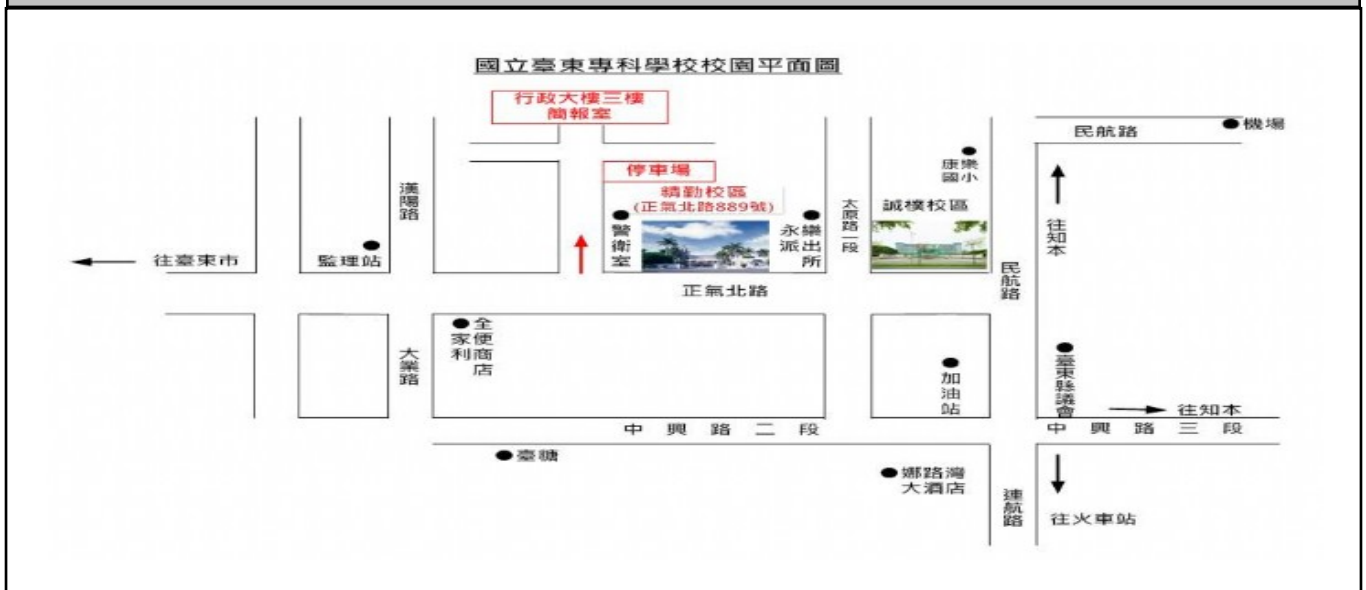 國立臺東專科學校校園平面圖
行政大樓三樓
簡報室
民航路
機場
停車場
康樂
國小
精勤校區
(正氣北路889號)
漢陽路
警衛室
永樂派出所
太原路一段
誠樸校區
往知本
往臺東市
監理站
正氣北路
民航路
大業路
全家便利商店
加油站
臺東縣議會
往知本
中興路二段
中興路三段
臺糖
娜路灣
大酒店
連航路
往火車站